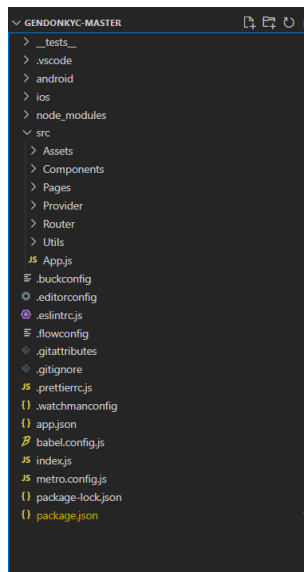 GENDONKYC-MASTER
__tests__
.vscode
android
ios
node_modules
src
Assets
Components
Pages
Provider
Router
Utils
JS App.js
.buckconfig
.editorconfig
.eslintrc.js
.flowconfig
.gitattributes
.gitignore
JS .prettierrc.js
{} .watchmanconfig
{} app.json
babel.config.js
JS index.js
JS metro.config.js
{} package-lock.json
{} package.json